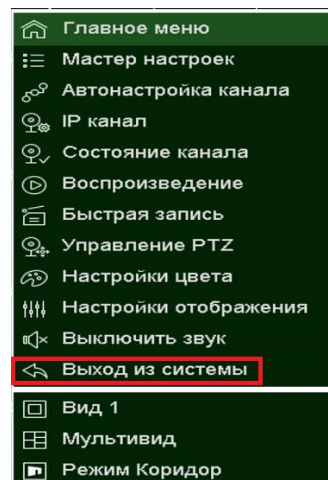 Главное меню
Мастер настроек
Автонастройка канала
IP канал
Состояние канала
Воспроизведение
Быстрая запись
Управление PTZ
Настройки цвета
Настройки отображения
Выключить звук
Выход из системы
Вид 1
Мультивид
Режим Коридор